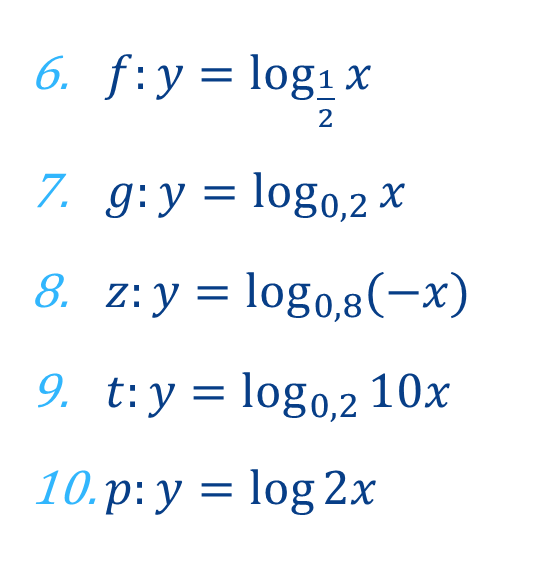 6. f: y = log_{1/2} x
7. g: y = log_{0,2} x
8. z: y = log_{0,8}(−x)
9. t: y = log_{0,2} 10x
10. p: y = log 2x